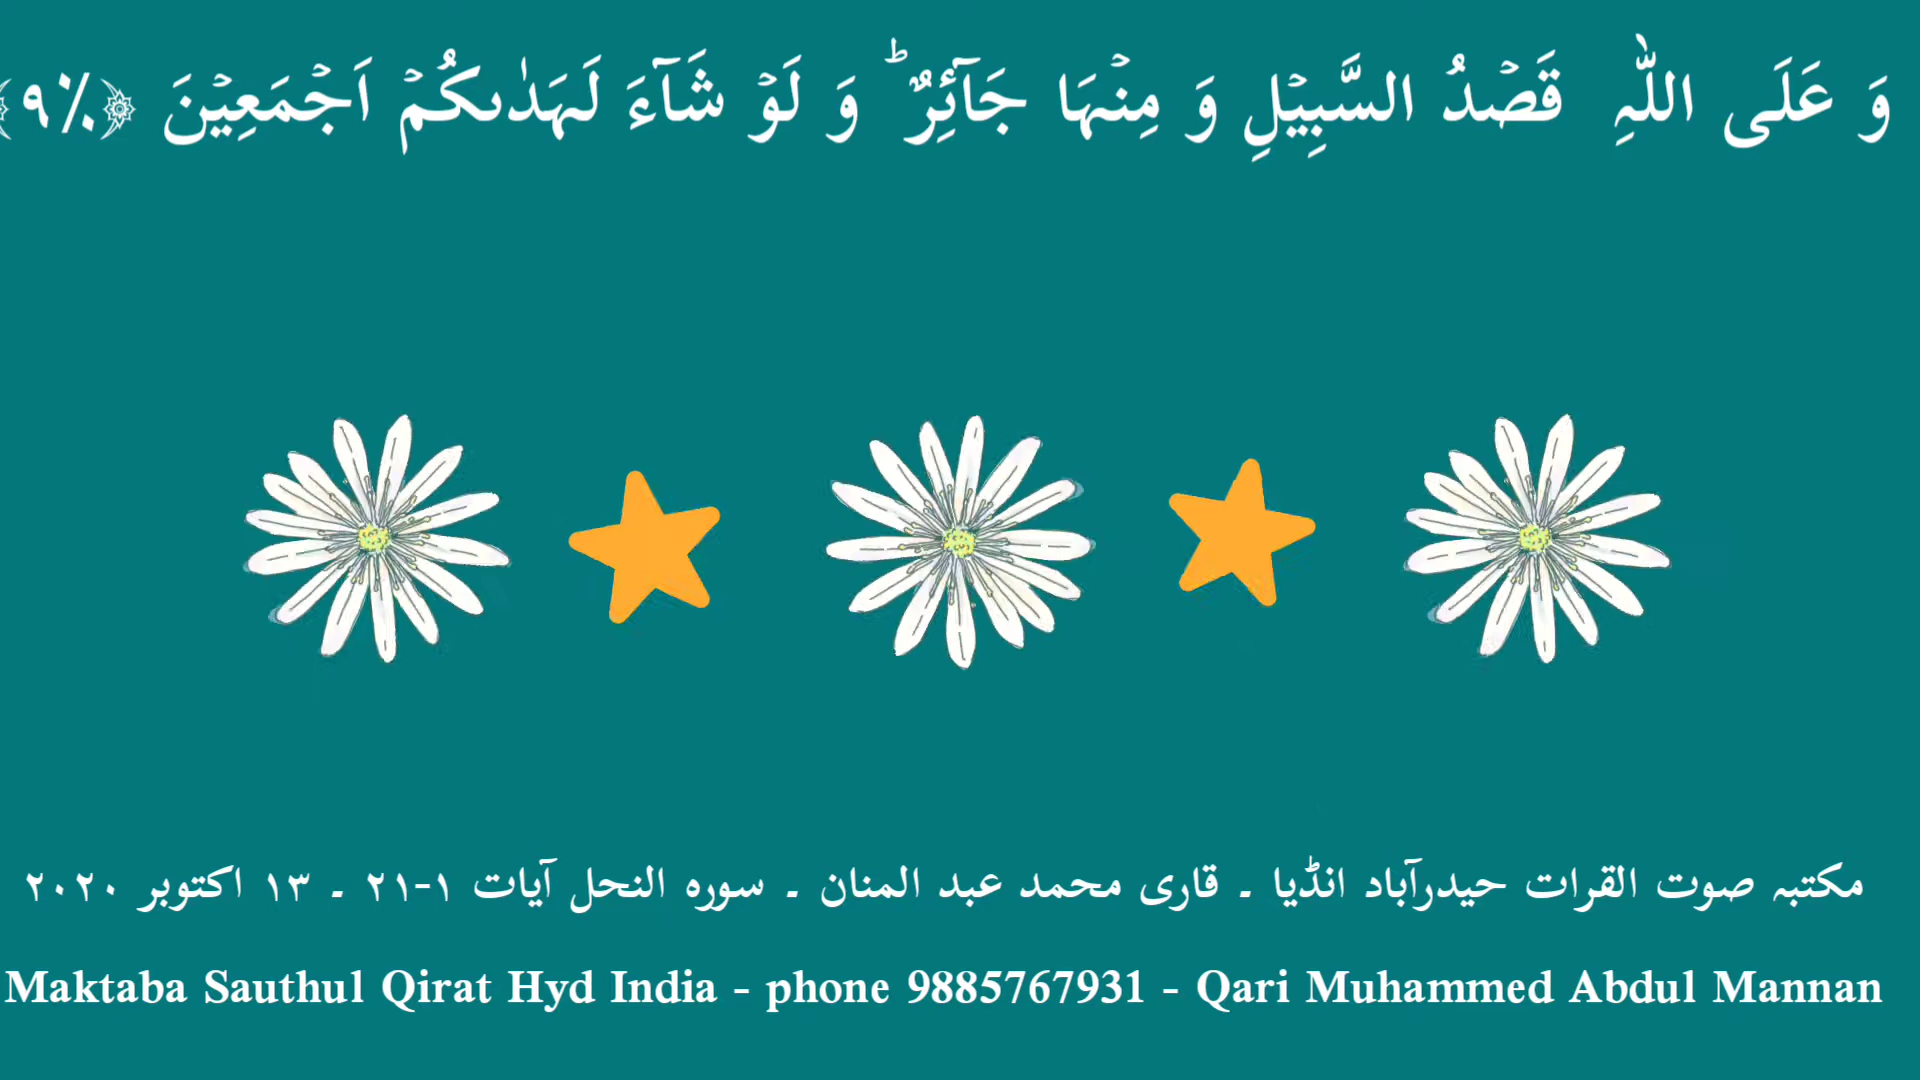 وَ عَلَی اللّٰہِ قَصۡدُ السَّبِیۡلِ وَ مِنۡہَا جَآئِرٌ ؕ وَ لَوۡ شَآءَ لَہَدٰىکُمۡ اَجۡمَعِیۡنَ ﴿٪۹﴾
مکتبہ صوت القرات حیدرآباد انڈیا ۔ قاری محمد عبد المنان ۔ سورہ النحل آیات ۱-۲۱ ۔ ۱۳ اکتوبر ۲۰۲۰
Maktaba Sauthul Qirat Hyd India - phone 9885767931 - Qari Muhammed Abdul Mannan